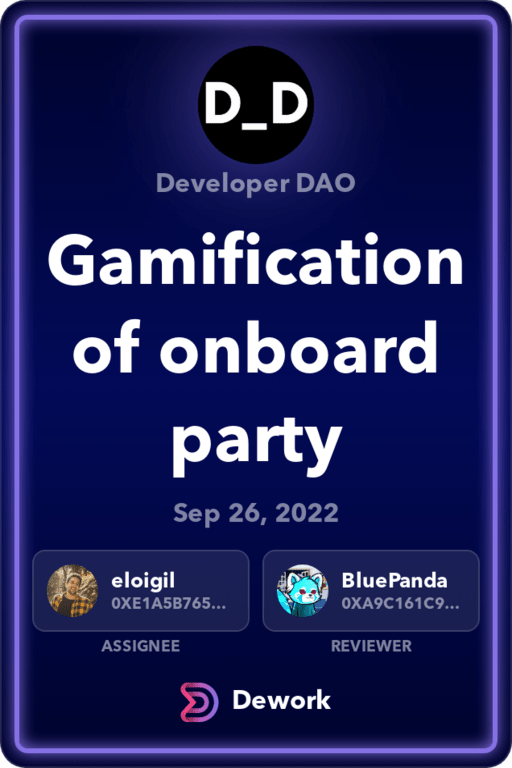 D_D
Developer DAO
Gamification
of onboard
party
Sep 26, 2022
eloigil
0XE1A5B765...
BluePanda
0XA9C161C9...
ASSIGNEE
REVIEWER
Dework